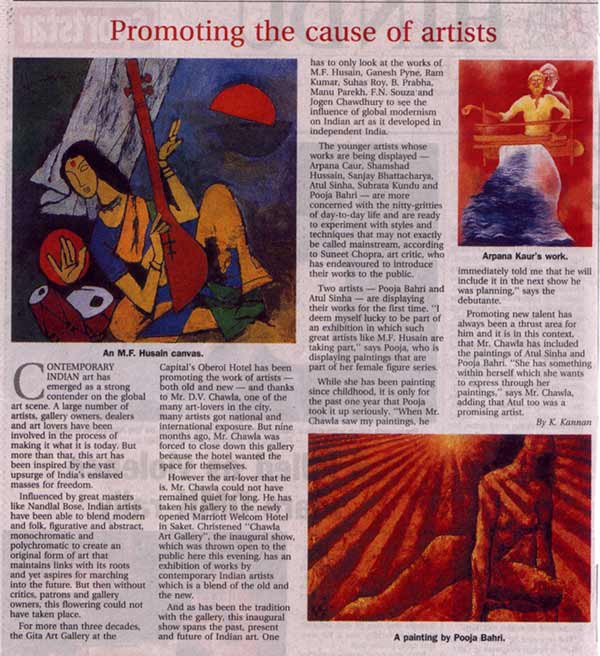 Promoting the cause of artists
An M.F. Husain canvas.
CONTEMPORARY
INDIAN art has
emerged as a strong
contender on the global
art scene. A large number of
artists, gallery owners, dealers
and art lovers have been
involved in the process of
making it what it is today. But
more than that, this art has
been inspired by the vast
upsurge of India's enslaved
masses for freedom.
Influenced by great masters
like Nandlal Bose, Indian artists
have been able to blend modern
and folk, figurative and abstract,
monochromatic and
polychromatic to create an
original form of art that
maintains links with its roots
and yet aspires for marching
into the future. But then without
critics, patrons and gallery
owners, this flowering could not
have taken place.
For more than three decades,
the Gita Art Gallery at the
Capital's Oberoi Hotel has been
promoting the work of artists —
both old and new — and thanks
to Mr. D.V. Chawla, one of the
many art-lovers in the city,
many artists got national and
international exposure. But nine
months ago, Mr. Chawla was
forced to close down this gallery
because the hotel wanted the
space for themselves.
However the art-lover that he
is, Mr. Chawla could not have
remained quiet for long. He has
taken his gallery to the newly
opened Marriott Welcom Hotel
in Saket. Christened "Chawla
Art Gallery", the inaugural show,
which was thrown open to the
public here this evening, has an
exhibition of works by
contemporary Indian artists
which is a blend of the old and
the new.
And as has been the tradition
with the gallery, this inaugural
show spans the past, present
and future of Indian art. One
has to only look at the works of
M.F. Husain, Ganesh Pyne, Ram
Kumar, Suhas Roy, B. Prabha,
Manu Parekh, F.N. Souza and
Jogen Chawdhury to see the
influence of global modernism
on Indian art as it developed in
independent India.
The younger artists whose
works are being displayed —
Arpana Caur, Shamshad
Hussain, Sanjay Bhattacharya,
Atul Sinha, Subrata Kundu and
Pooja Bahri — are more
concerned with the nitty-gritties
of day-to-day life and are ready
to experiment with styles and
techniques that may not exactly
be called mainstream, according
to Suneet Chopra, art critic, who
has endeavoured to introduce
their works to the public.
Two artists — Pooja Bahri and
Atul Sinha — are displaying
their works for the first time. "I
deem myself lucky to be part of
an exhibition in which such
great artists like M.F. Husain are
taking part," says Pooja, who is
displaying paintings that are
part of her female figure series.
While she has been painting
since childhood, it is only for
the past one year that Pooja
took it up seriously. "When Mr.
Chawla saw my paintings, he
Arpana Kaur's work.
immediately told me that he will
include it in the next show he
was planning," says the
debutante.
Promoting new talent has
always been a thrust area for
him and it is in this context,
that Mr. Chawla has included
the paintings of Atul Sinha and
Pooja Bahri. "She has something
within herself which she wants
to express through her
paintings," says Mr. Chawla,
adding that Atul too was a
promising artist.
By K. Kannan
A painting by Pooja Bahri.